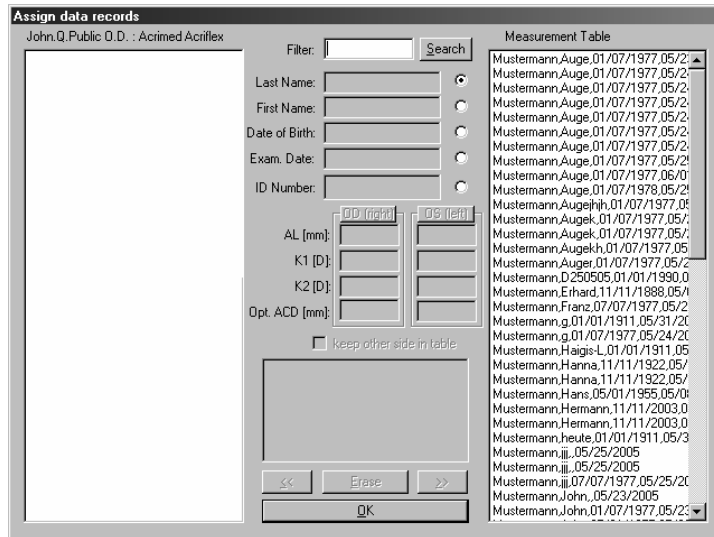 Assign data records
John.Q.Public O.D. : Acrimed Acriflex
Filter:
Search
Last Name:
First Name:
Date of Birth:
Exam. Date:
ID Number:
OD (right)
OS (left)
AL [mm]:
K1 [D]:
K2 [D]:
Opt. ACD [mm]:
keep other side in table
<<
Erase
>>
OK
Measurement Table
Mustermann,Auge,01/07/1977,05/23
Mustermann,Auge,01/07/1977,05/24
Mustermann,Auge,01/07/1977,05/24
Mustermann,Auge,01/07/1977,05/24
Mustermann,Auge,01/07/1977,05/24
Mustermann,Auge,01/07/1977,05/24
Mustermann,Auge,01/07/1977,05/24
Mustermann,Auge,01/07/1977,05/25
Mustermann,Auge,01/07/1977,06/0
Mustermann,Auge,01/07/1978,05/25
Mustermann,Augejhjh,01/07/1977,05
Mustermann,Augek,01/07/1977,05/
Mustermann,Augek,01/07/1977,05/
Mustermann,Augekh,01/07/1977,05
Mustermann,Auger,01/07/1977,05/2
Mustermann,D250505,01/01/1990,0
Mustermann,Erhard,11/11/1888,05/
Mustermann,Franz,07/07/1977,05/2
Mustermann,g,01/01/1911,05/31/20
Mustermann,g,01/07/1977,05/24/20
Mustermann,Haigis-L,01/01/1911,05
Mustermann,Hanna,11/11/1922,05/
Mustermann,Hanna,11/11/1922,05/
Mustermann,Hans,05/01/1955,05/0
Mustermann,Hermann,11/11/2003,0
Mustermann,Hermann,11/11/2003,0
Mustermann,heute,01/01/1911,05/3
Mustermann,jjj,,05/25/2005
Mustermann,jjj,,05/25/2005
Mustermann,jjj,07/07/1977,05/25/20
Mustermann,John,,05/23/2005
Mustermann,John,01/07/1977,05/23